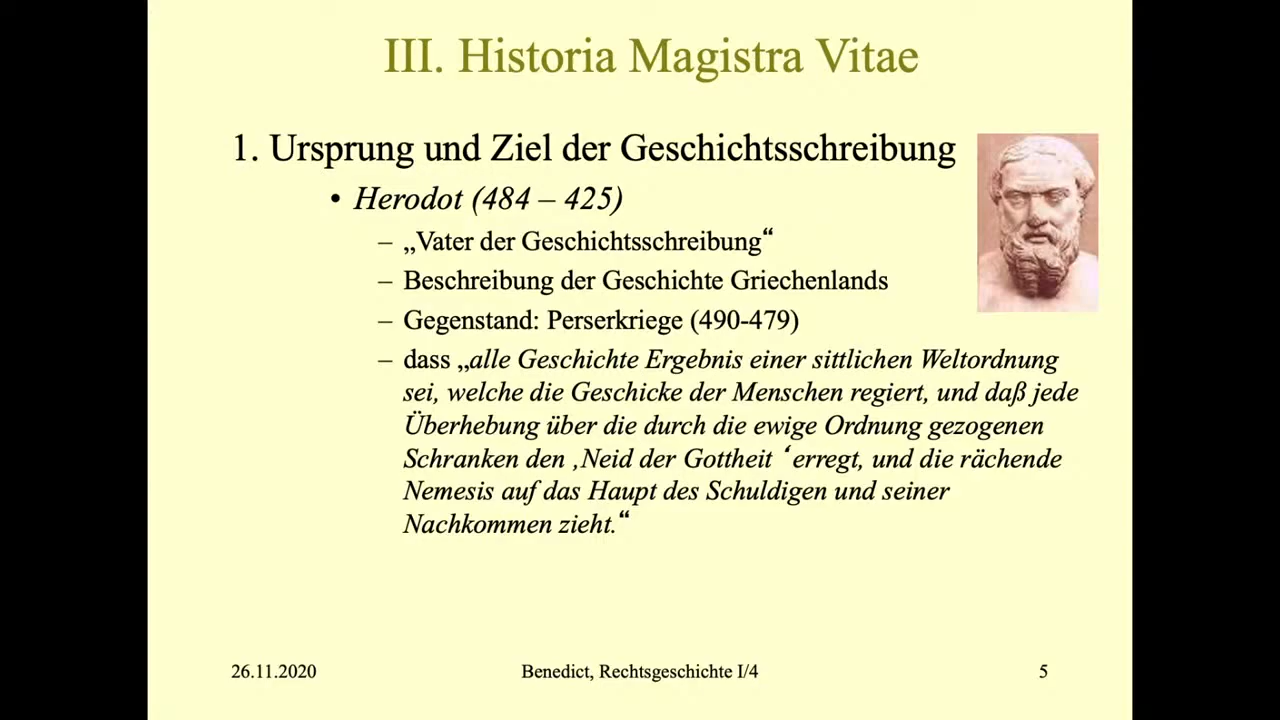 III. Historia Magistra Vitae
1. Ursprung und Ziel der Geschichtsschreibung
• Herodot (484 – 425)
– „Vater der Geschichtsschreibung“
– Beschreibung der Geschichte Griechenlands
– Gegenstand: Perserkriege (490-479)
– dass „alle Geschichte Ergebnis einer sittlichen Weltordnung
sei, welche die Geschicke der Menschen regiert, und daß jede
Überhebung über die durch die ewige Ordnung gezogenen
Schranken den ‚Neid der Gottheit ‘erregt, und die rächende
Nemesis auf das Haupt des Schuldigen und seiner
Nachkommen zieht.“
26.11.2020 Benedict, Rechtsgeschichte I/4 5